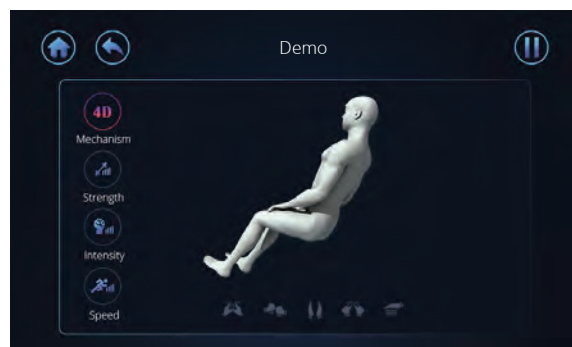 Demo
4D
Mechanism
Strength
Intensity
Speed